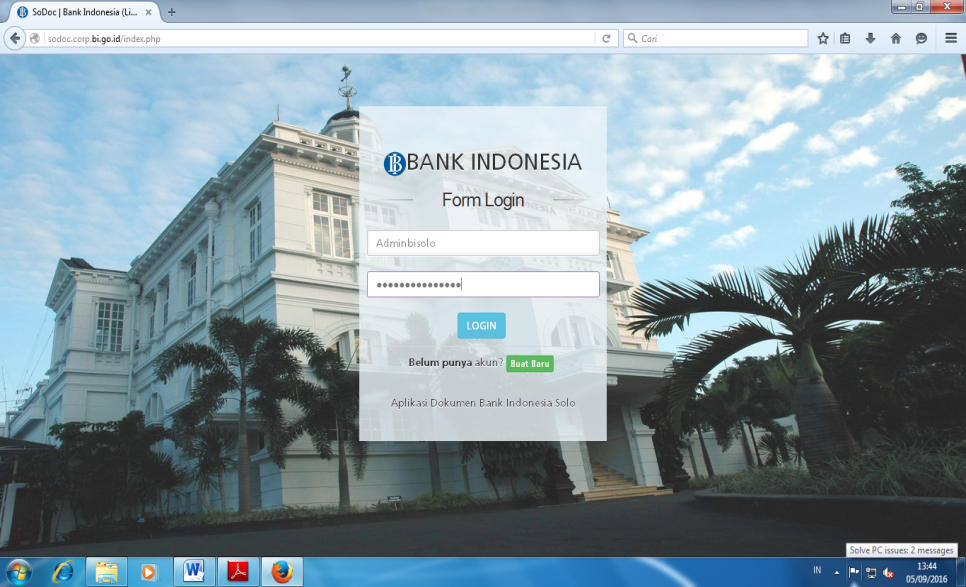 SoDoc | Bank Indonesia (Li...
sodoc.corp.bi.go.id/index.php
Cari
BANK INDONESIA
Form Login
Adminbisolo
••••••••••••••••
LOGIN
Belum punya akun? Buat Baru
Aplikasi Dokumen Bank Indonesia Solo
Solve PC issues: 2 messages
IN
13:44
05/09/2016